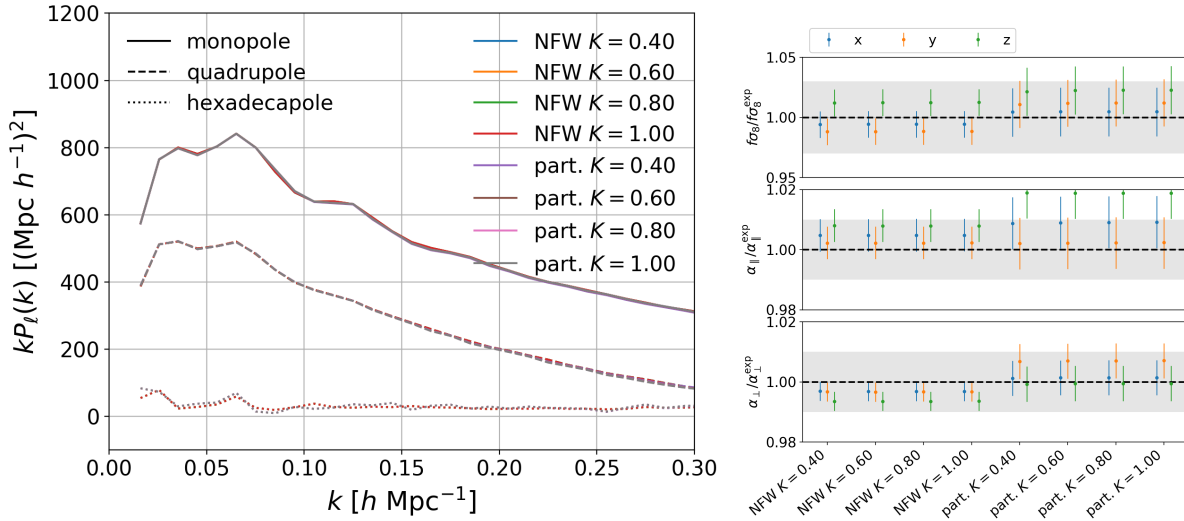 1200
1000
800
600
400
200
0
kPℓ(k) [(Mpc h⁻¹)²]
monopole
quadrupole
hexadecapole
NFW K = 0.40
NFW K = 0.60
NFW K = 0.80
NFW K = 1.00
part. K = 0.40
part. K = 0.60
part. K = 0.80
part. K = 1.00
0.00 0.05 0.10 0.15 0.20 0.25 0.30
k [h Mpc⁻¹]
x y z
1.05
1.00
0.95
fσ₈/fσ₈^exp
1.02
1.00
0.98
α∥/α∥^exp
1.02
1.00
0.98
α⊥/α⊥^exp
NFW K = 0.40
NFW K = 0.60
NFW K = 0.80
NFW K = 1.00
part. K = 0.40
part. K = 0.60
part. K = 0.80
part. K = 1.00